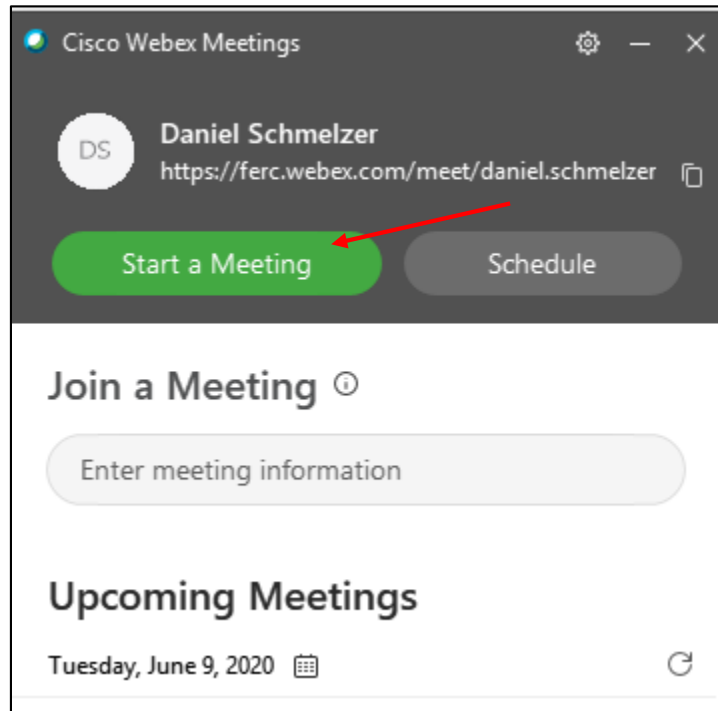 Cisco Webex Meetings
DS
Daniel Schmelzer
https://ferc.webex.com/meet/daniel.schmelzer
Start a Meeting
Schedule
Join a Meeting
Enter meeting information
Upcoming Meetings
Tuesday, June 9, 2020